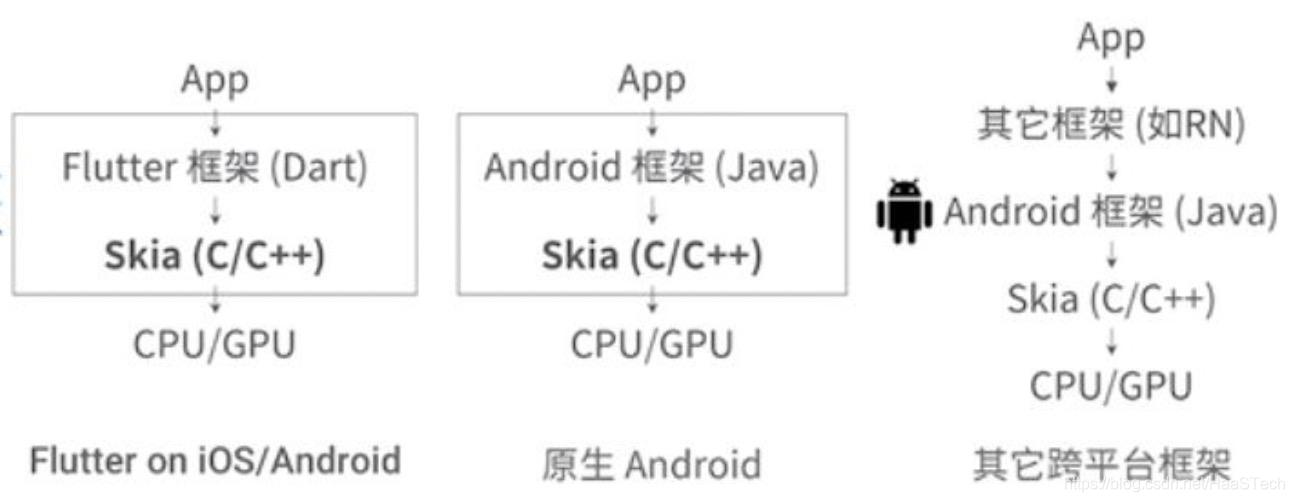 App
Flutter 框架 (Dart)
Skia (C/C++)
CPU/GPU
Flutter on iOS/Android
App
Android 框架 (Java)
Skia (C/C++)
CPU/GPU
原生 Android
App
其它框架 (如RN)
Android 框架 (Java)
Skia (C/C++)
CPU/GPU
其它跨平台框架
https://blog.csdn.net/HaaSTech